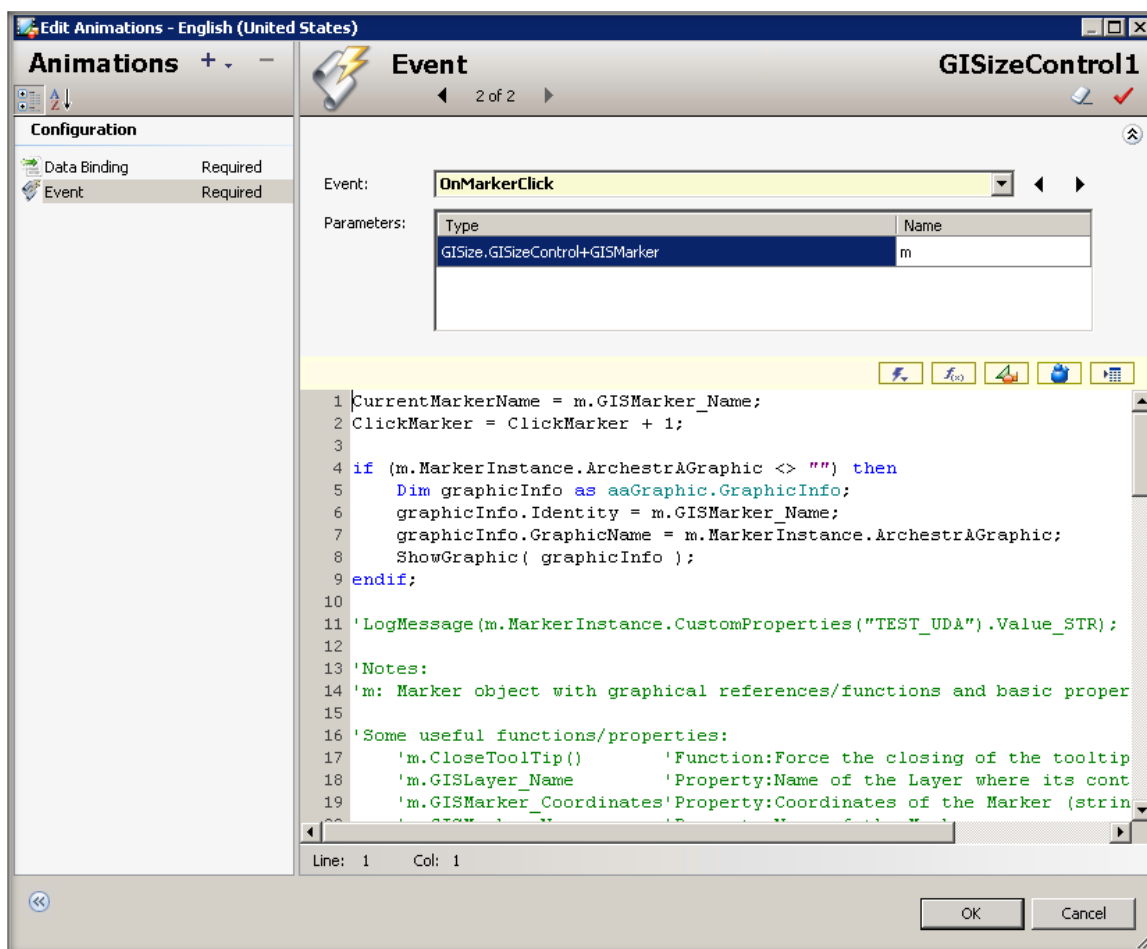 Edit Animations - English (United States)
Animations
Configuration
Data Binding Required
Event Required
Event GISizeControl1
2 of 2
Event: OnMarkerClick
Parameters: Type Name
GISize.GISizeControl+GISMarker m
f(x)
1 CurrentMarkerName = m.GISMarker_Name;
2 ClickMarker = ClickMarker + 1;
3
4 if (m.MarkerInstance.ArchestrAGraphic <> "") then
5 Dim graphicInfo as aaGraphic.GraphicInfo;
6 graphicInfo.Identity = m.GISMarker_Name;
7 graphicInfo.GraphicName = m.MarkerInstance.ArchestrAGraphic;
8 ShowGraphic( graphicInfo );
9 endif;
10
11 'LogMessage(m.MarkerInstance.CustomProperties("TEST_UDA").Value_STR);
12
13 'Notes:
14 'm: Marker object with graphical references/functions and basic proper
15
16 'Some useful functions/properties:
17 'm.CloseToolTip() 'Function:Force the closing of the tooltip
18 'm.GISLayer_Name 'Property:Name of the Layer where its cont
19 'm.GISMarker_Coordinates'Property:Coordinates of the Marker (strin
Line: 1 Col: 1
OK Cancel